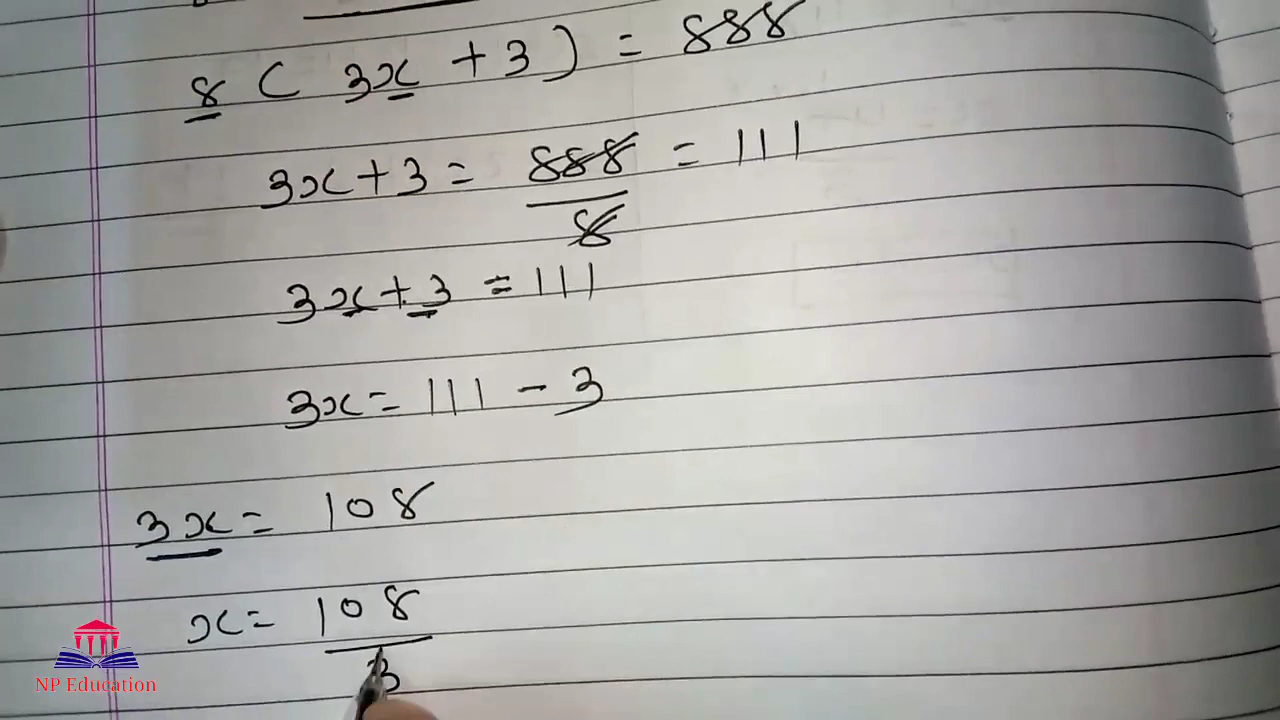 8 ( 3x + 3 ) = 888
3x + 3 = 888/8 = 111
3x + 3 = 111
3x = 111 - 3
3x = 108
x = 108/3
NP Education